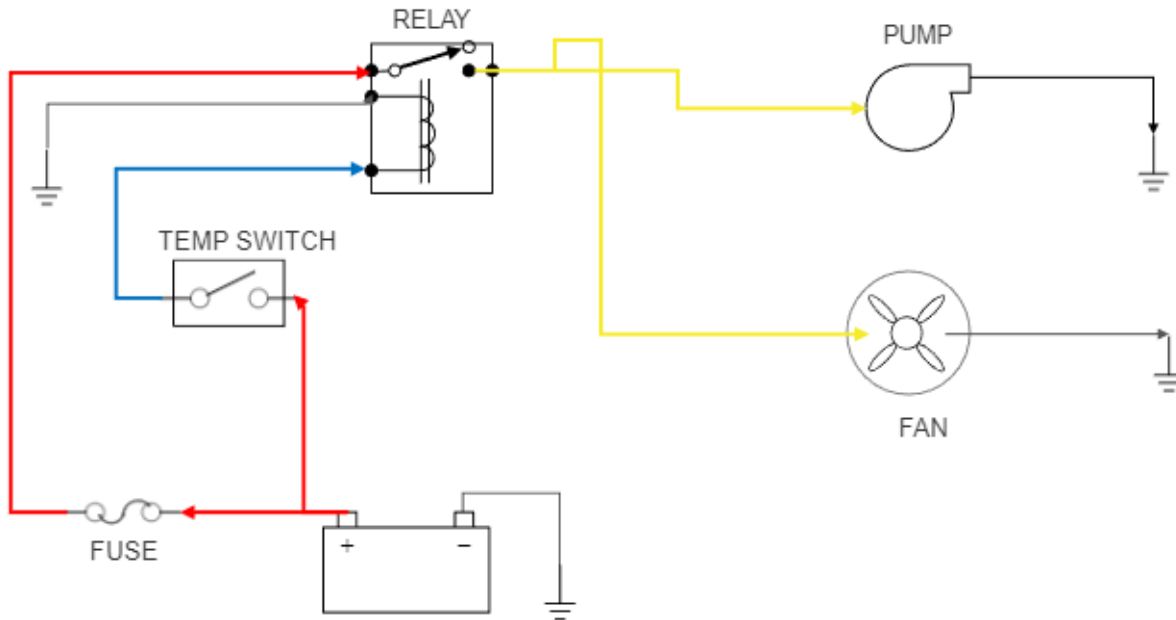 RELAY
PUMP
TEMP SWITCH
FAN
FUSE
+ −